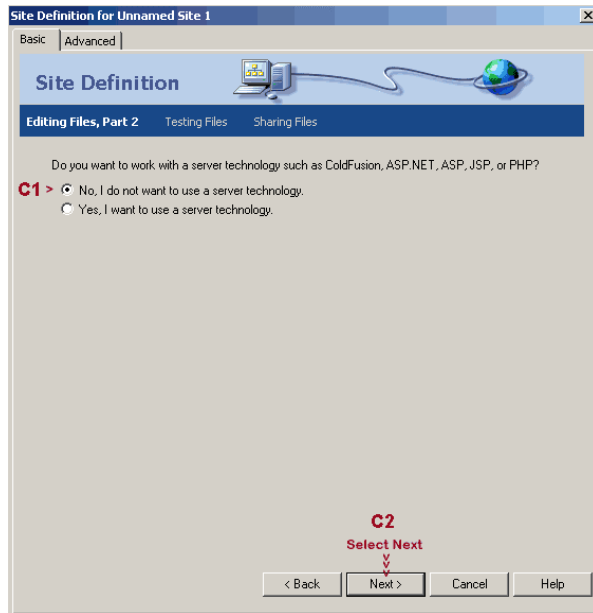 Site Definition for Unnamed Site 1
Basic Advanced
Site Definition
Editing Files, Part 2 Testing Files Sharing Files
Do you want to work with a server technology such as ColdFusion, ASP.NET, ASP, JSP, or PHP?
C1 > No, I do not want to use a server technology.
Yes, I want to use a server technology.
C2
Select Next
< Back Next > Cancel Help